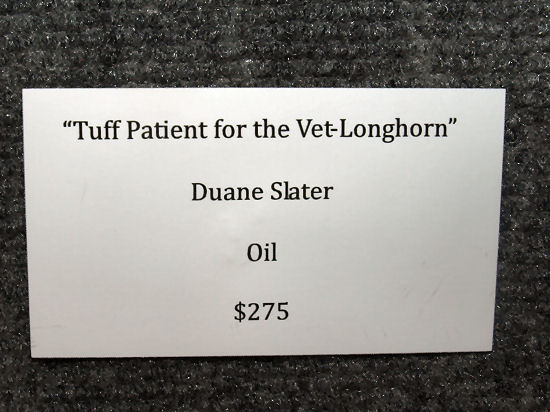 “Tuff Patient for the Vet-Longhorn”
Duane Slater
Oil
$275